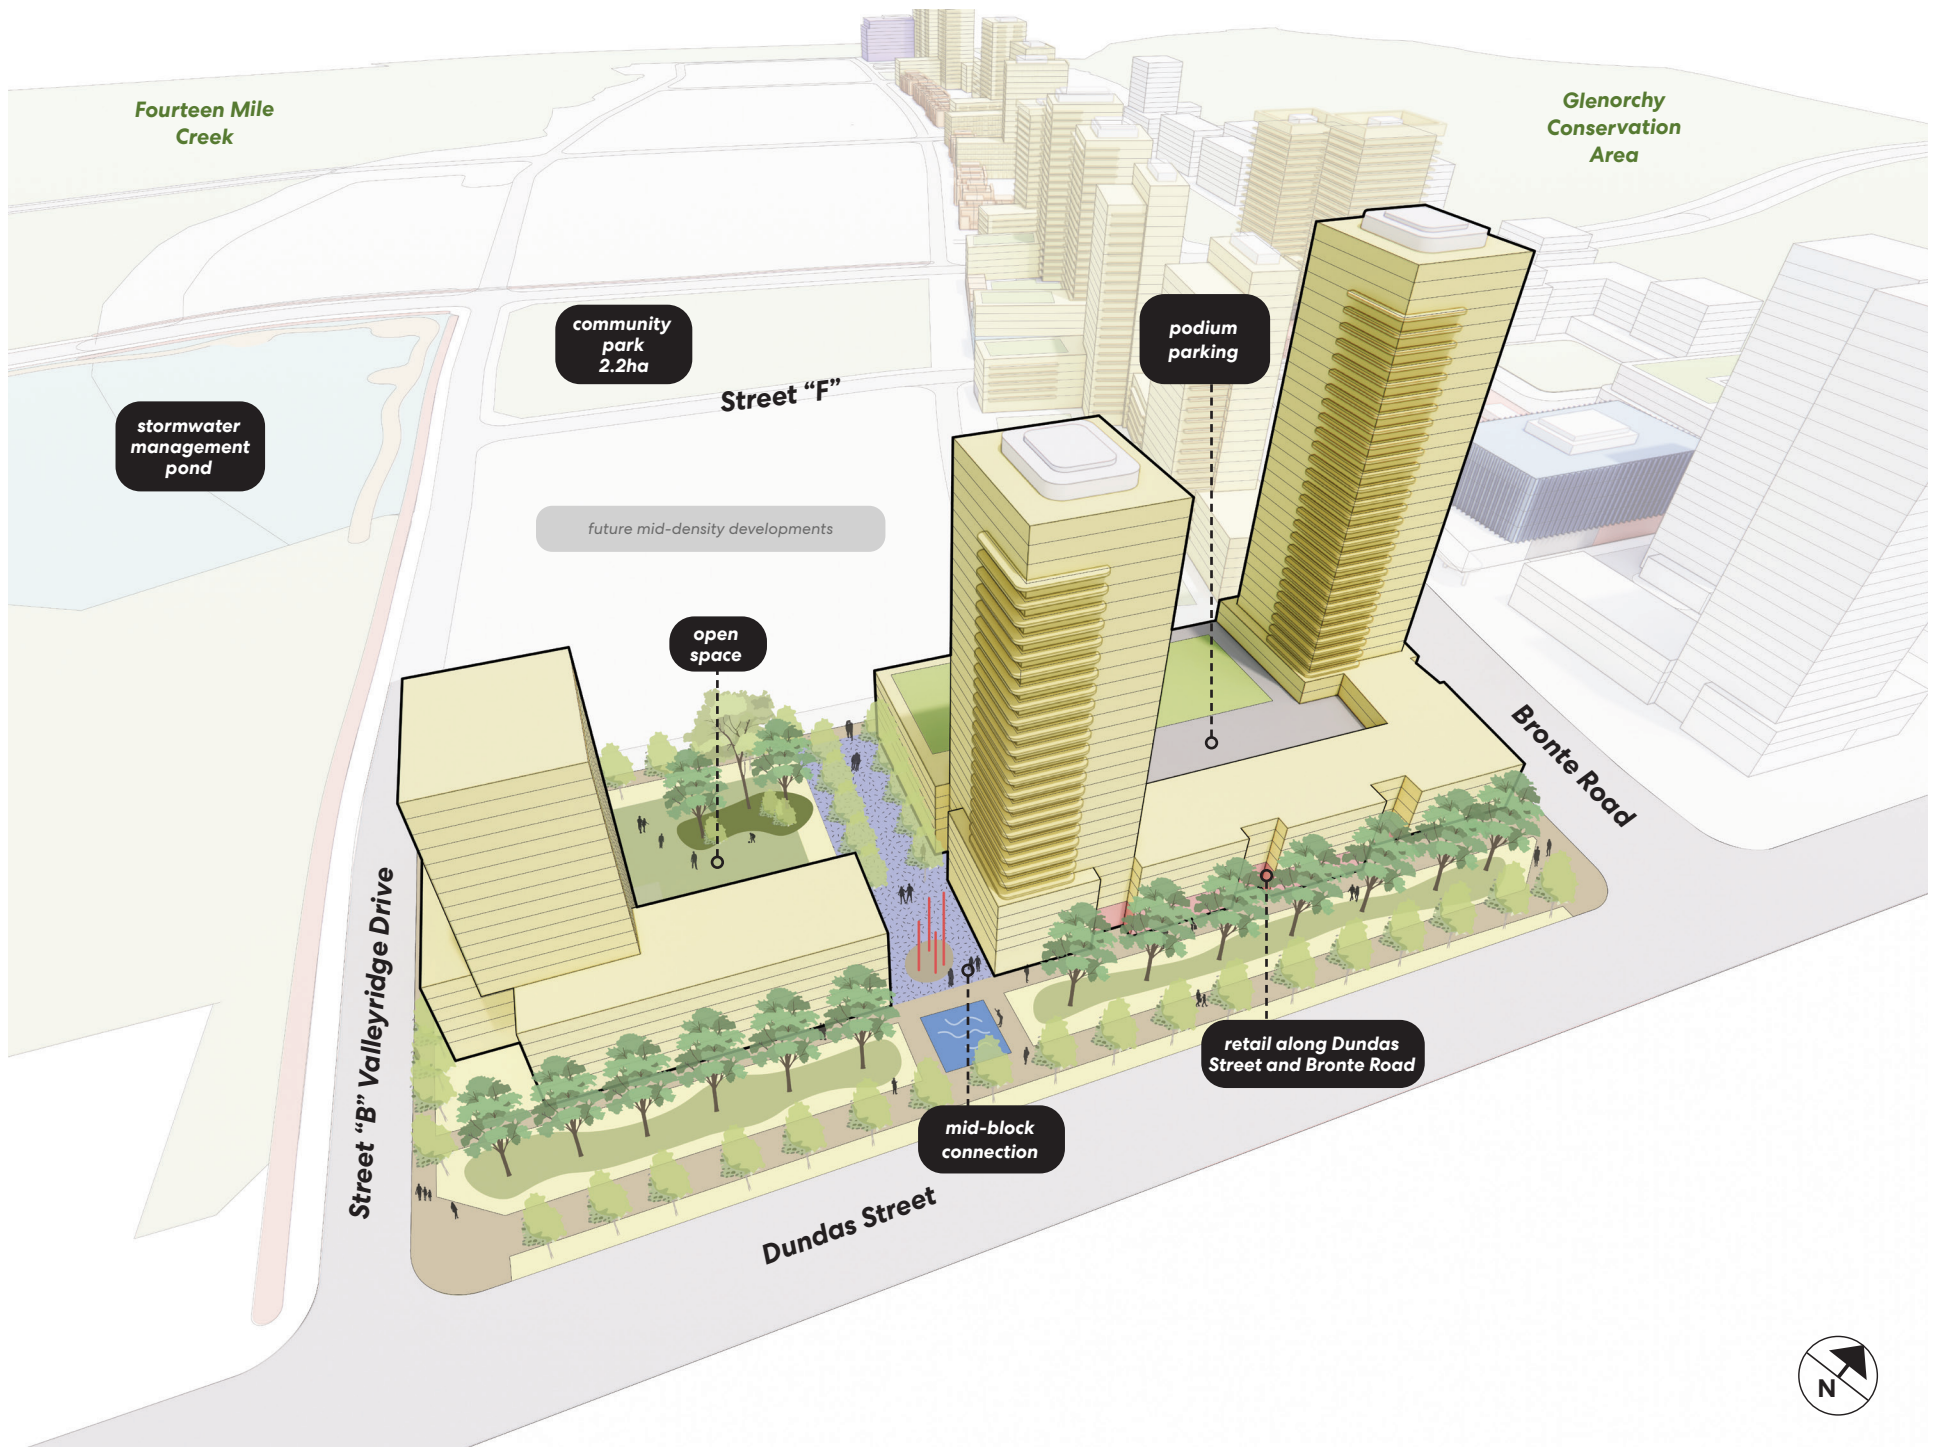 Fourteen Mile
Creek
Glenorchy
Conservation
Area
community
park
2.2ha
podium
parking
Street “F”
stormwater
management
pond
future mid-density developments
open
space
Bronte Road
Street “B” Valleyridge Drive
retail along Dundas
Street and Bronte Road
mid-block
connection
Dundas Street
N